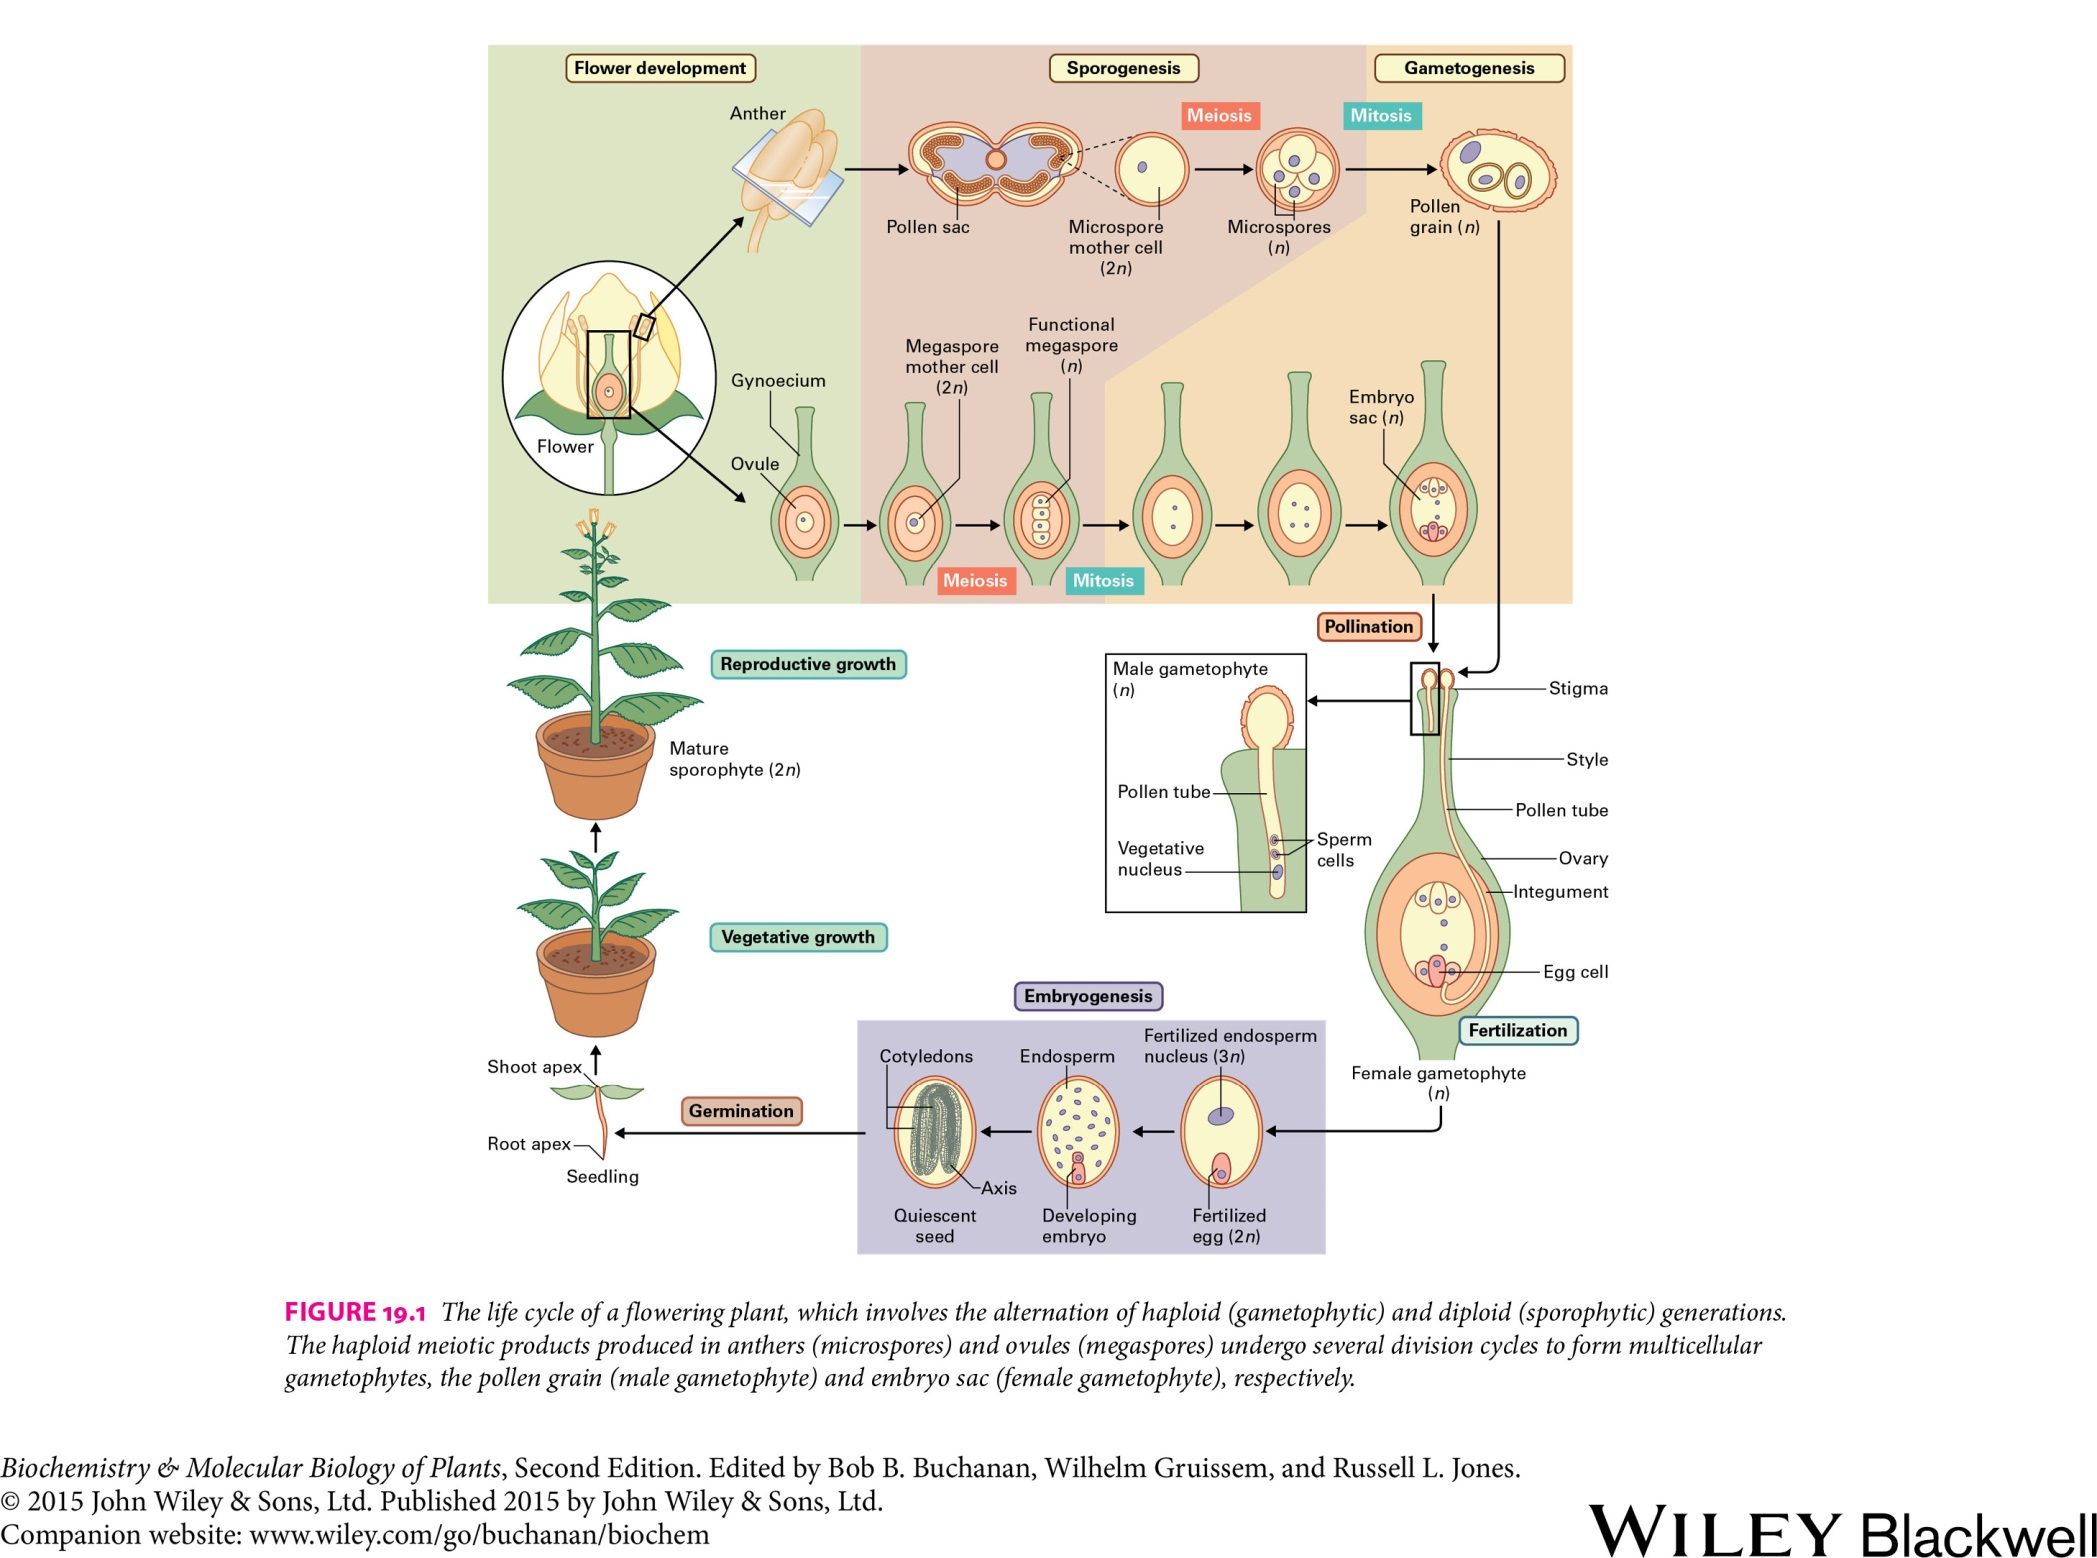 Flower development
Sporogenesis
Gametogenesis
Anther
Meiosis
Mitosis
Pollen sac
Microspore
mother cell
(2n)
Microspores
(n)
Pollen
grain (n)
Functional
megaspore
(n)
Megaspore
mother cell
(2n)
Gynoecium
Embryo
sac (n)
Flower
Ovule
Meiosis
Mitosis
Pollination
Reproductive growth
Male gametophyte
(n)
Stigma
Mature
sporophyte (2n)
Style
Pollen tube
Pollen tube
Sperm
cells
Vegetative
nucleus
Ovary
Integument
Vegetative growth
Egg cell
Embryogenesis
Fertilization
Fertilized endosperm
nucleus (3n)
Cotyledons
Endosperm
Shoot apex
Female gametophyte
(n)
Germination
Root apex
Seedling
Axis
Quiescent
seed
Developing
embryo
Fertilized
egg (2n)
FIGURE 19.1 The life cycle of a flowering plant, which involves the alternation of haploid (gametophytic) and diploid (sporophytic) generations.
The haploid meiotic products produced in anthers (microspores) and ovules (megaspores) undergo several division cycles to form multicellular
gametophytes, the pollen grain (male gametophyte) and embryo sac (female gametophyte), respectively.
Biochemistry & Molecular Biology of Plants, Second Edition. Edited by Bob B. Buchanan, Wilhelm Gruissem, and Russell L. Jones.
© 2015 John Wiley & Sons, Ltd. Published 2015 by John Wiley & Sons, Ltd.
Companion website: www.wiley.com/go/buchanan/biochem
WILEY Blackwell